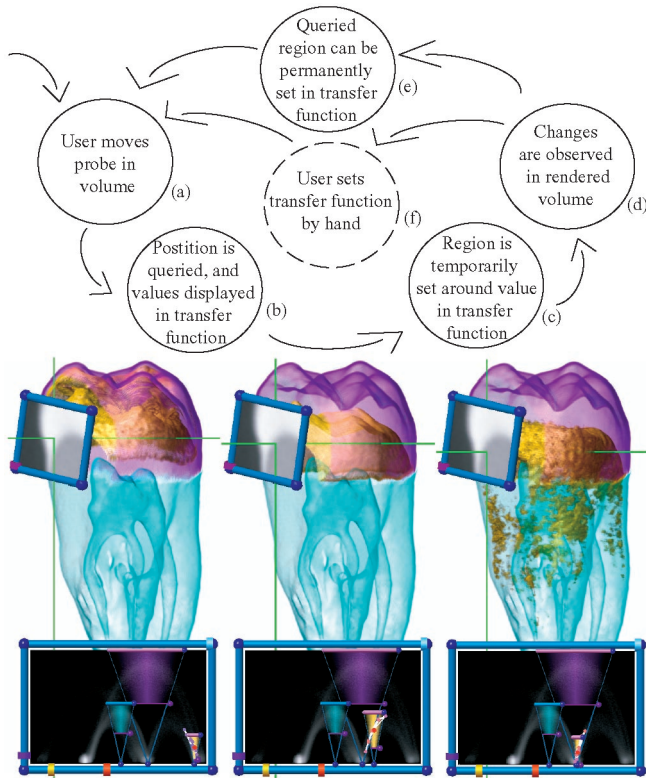 Queried
region can be
permanently
set in transfer
function
(e)
User moves
probe in
volume
(a)
Changes
are observed
in rendered
volume
(d)
User sets
transfer function
by hand
(f)
Postition is
queried, and
values displayed
in transfer
function
(b)
Region is
temporarily
set around value
in transfer
function
(c)